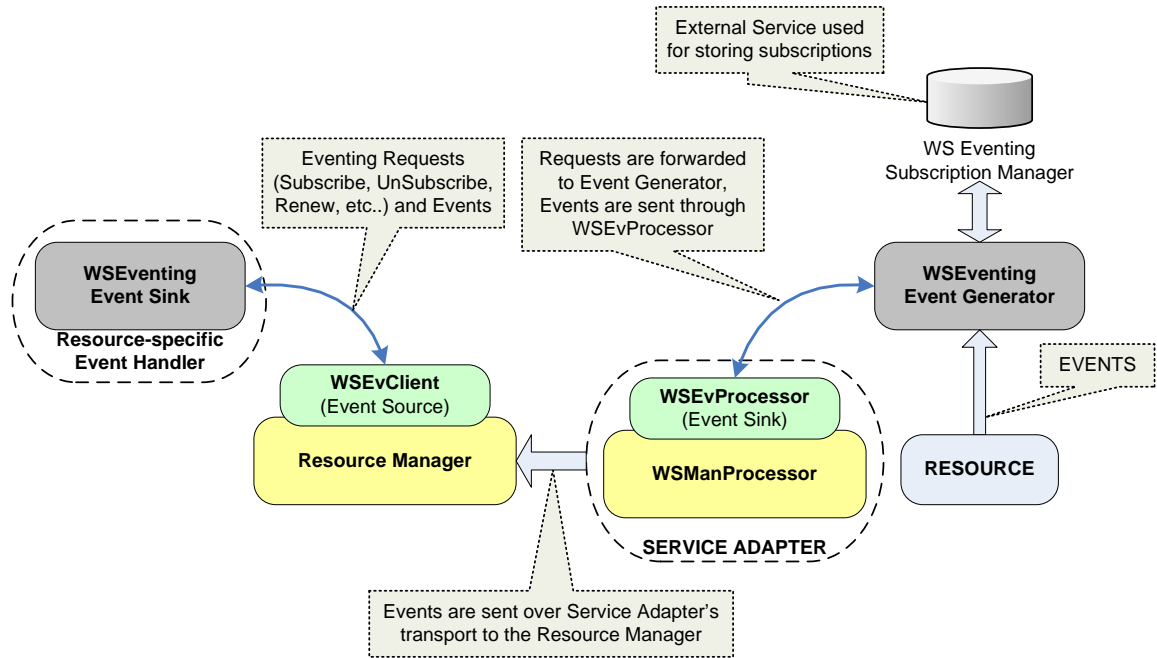 External Service used
for storing subscriptions
WS Eventing
Subscription Manager
Eventing Requests
(Subscribe, UnSubscribe,
Renew, etc..) and Events
Requests are forwarded
to Event Generator,
Events are sent through
WSEvProcessor
WSEventing
Event Sink
Resource-specific
Event Handler
WSEventing
Event Generator
EVENTS
WSEvClient
(Event Source)
Resource Manager
WSEvProcessor
(Event Sink)
WSManProcessor
SERVICE ADAPTER
RESOURCE
Events are sent over Service Adapter's
transport to the Resource Manager